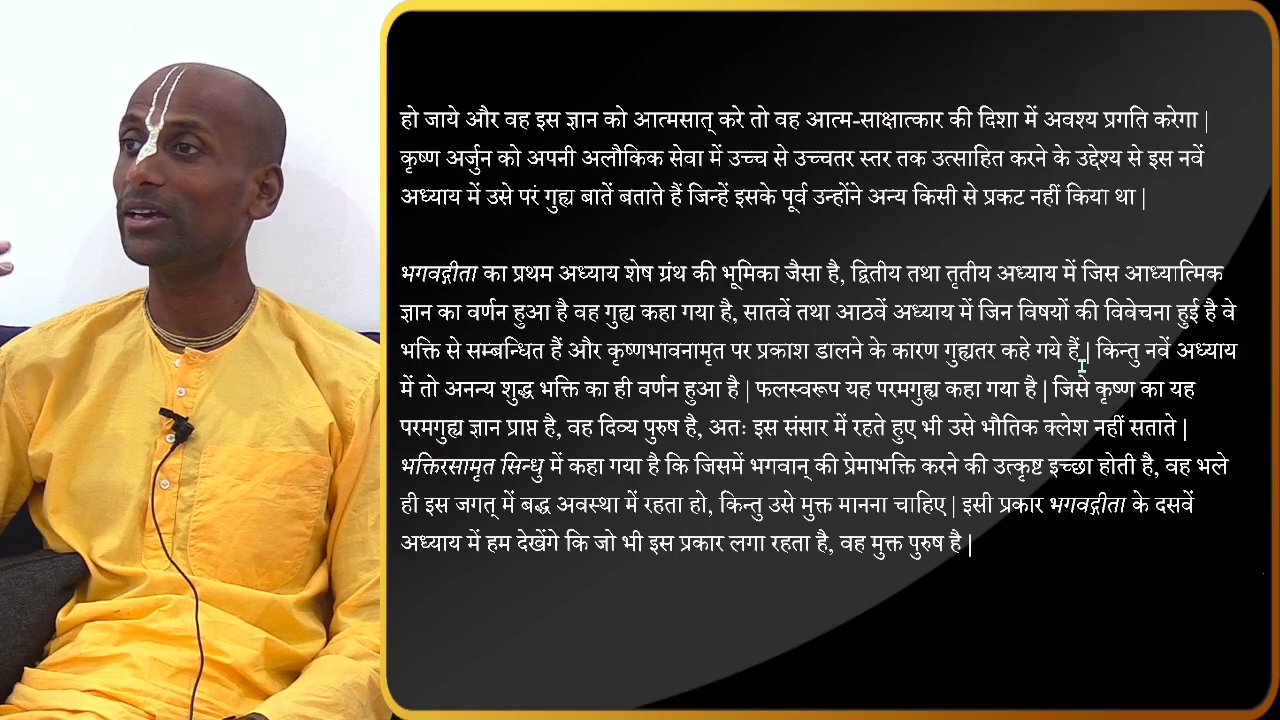 हो जाये और वह इस ज्ञान को आत्मसात् करे तो वह आत्म-साक्षात्कार की दिशा में अवश्य प्रगति करेगा |
कृष्ण अर्जुन को अपनी अलौकिक सेवा में उच्च से उच्चतर स्तर तक उत्साहित करने के उद्देश्य से इस नवें
अध्याय में उसे परं गुह्य बातें बताते हैं जिन्हें इसके पूर्व उन्होंने अन्य किसी से प्रकट नहीं किया था |
भगवद्गीता का प्रथम अध्याय शेष ग्रंथ की भूमिका जैसा है, द्वितीय तथा तृतीय अध्याय में जिस आध्यात्मिक
ज्ञान का वर्णन हुआ है वह गुह्य कहा गया है, सातवें तथा आठवें अध्याय में जिन विषयों की विवेचना हुई है वे
भक्ति से सम्बन्धित हैं और कृष्णभावनामृत पर प्रकाश डालने के कारण गुह्यतर कहे गये हैं | किन्तु नवें अध्याय
में तो अनन्य शुद्ध भक्ति का ही वर्णन हुआ है | फलस्वरूप यह परमगुह्य कहा गया है | जिसे कृष्ण का यह
परमगुह्य ज्ञान प्राप्त है, वह दिव्य पुरुष है, अतः इस संसार में रहते हुए भी उसे भौतिक क्लेश नहीं सताते |
भक्तिरसामृत सिन्धु में कहा गया है कि जिसमें भगवान् की प्रेमाभक्ति करने की उत्कृष्ट इच्छा होती है, वह भले
ही इस जगत् में बद्ध अवस्था में रहता हो, किन्तु उसे मुक्त मानना चाहिए | इसी प्रकार भगवद्गीता के दसवें
अध्याय में हम देखेंगे कि जो भी इस प्रकार लगा रहता है, वह मुक्त पुरुष है |